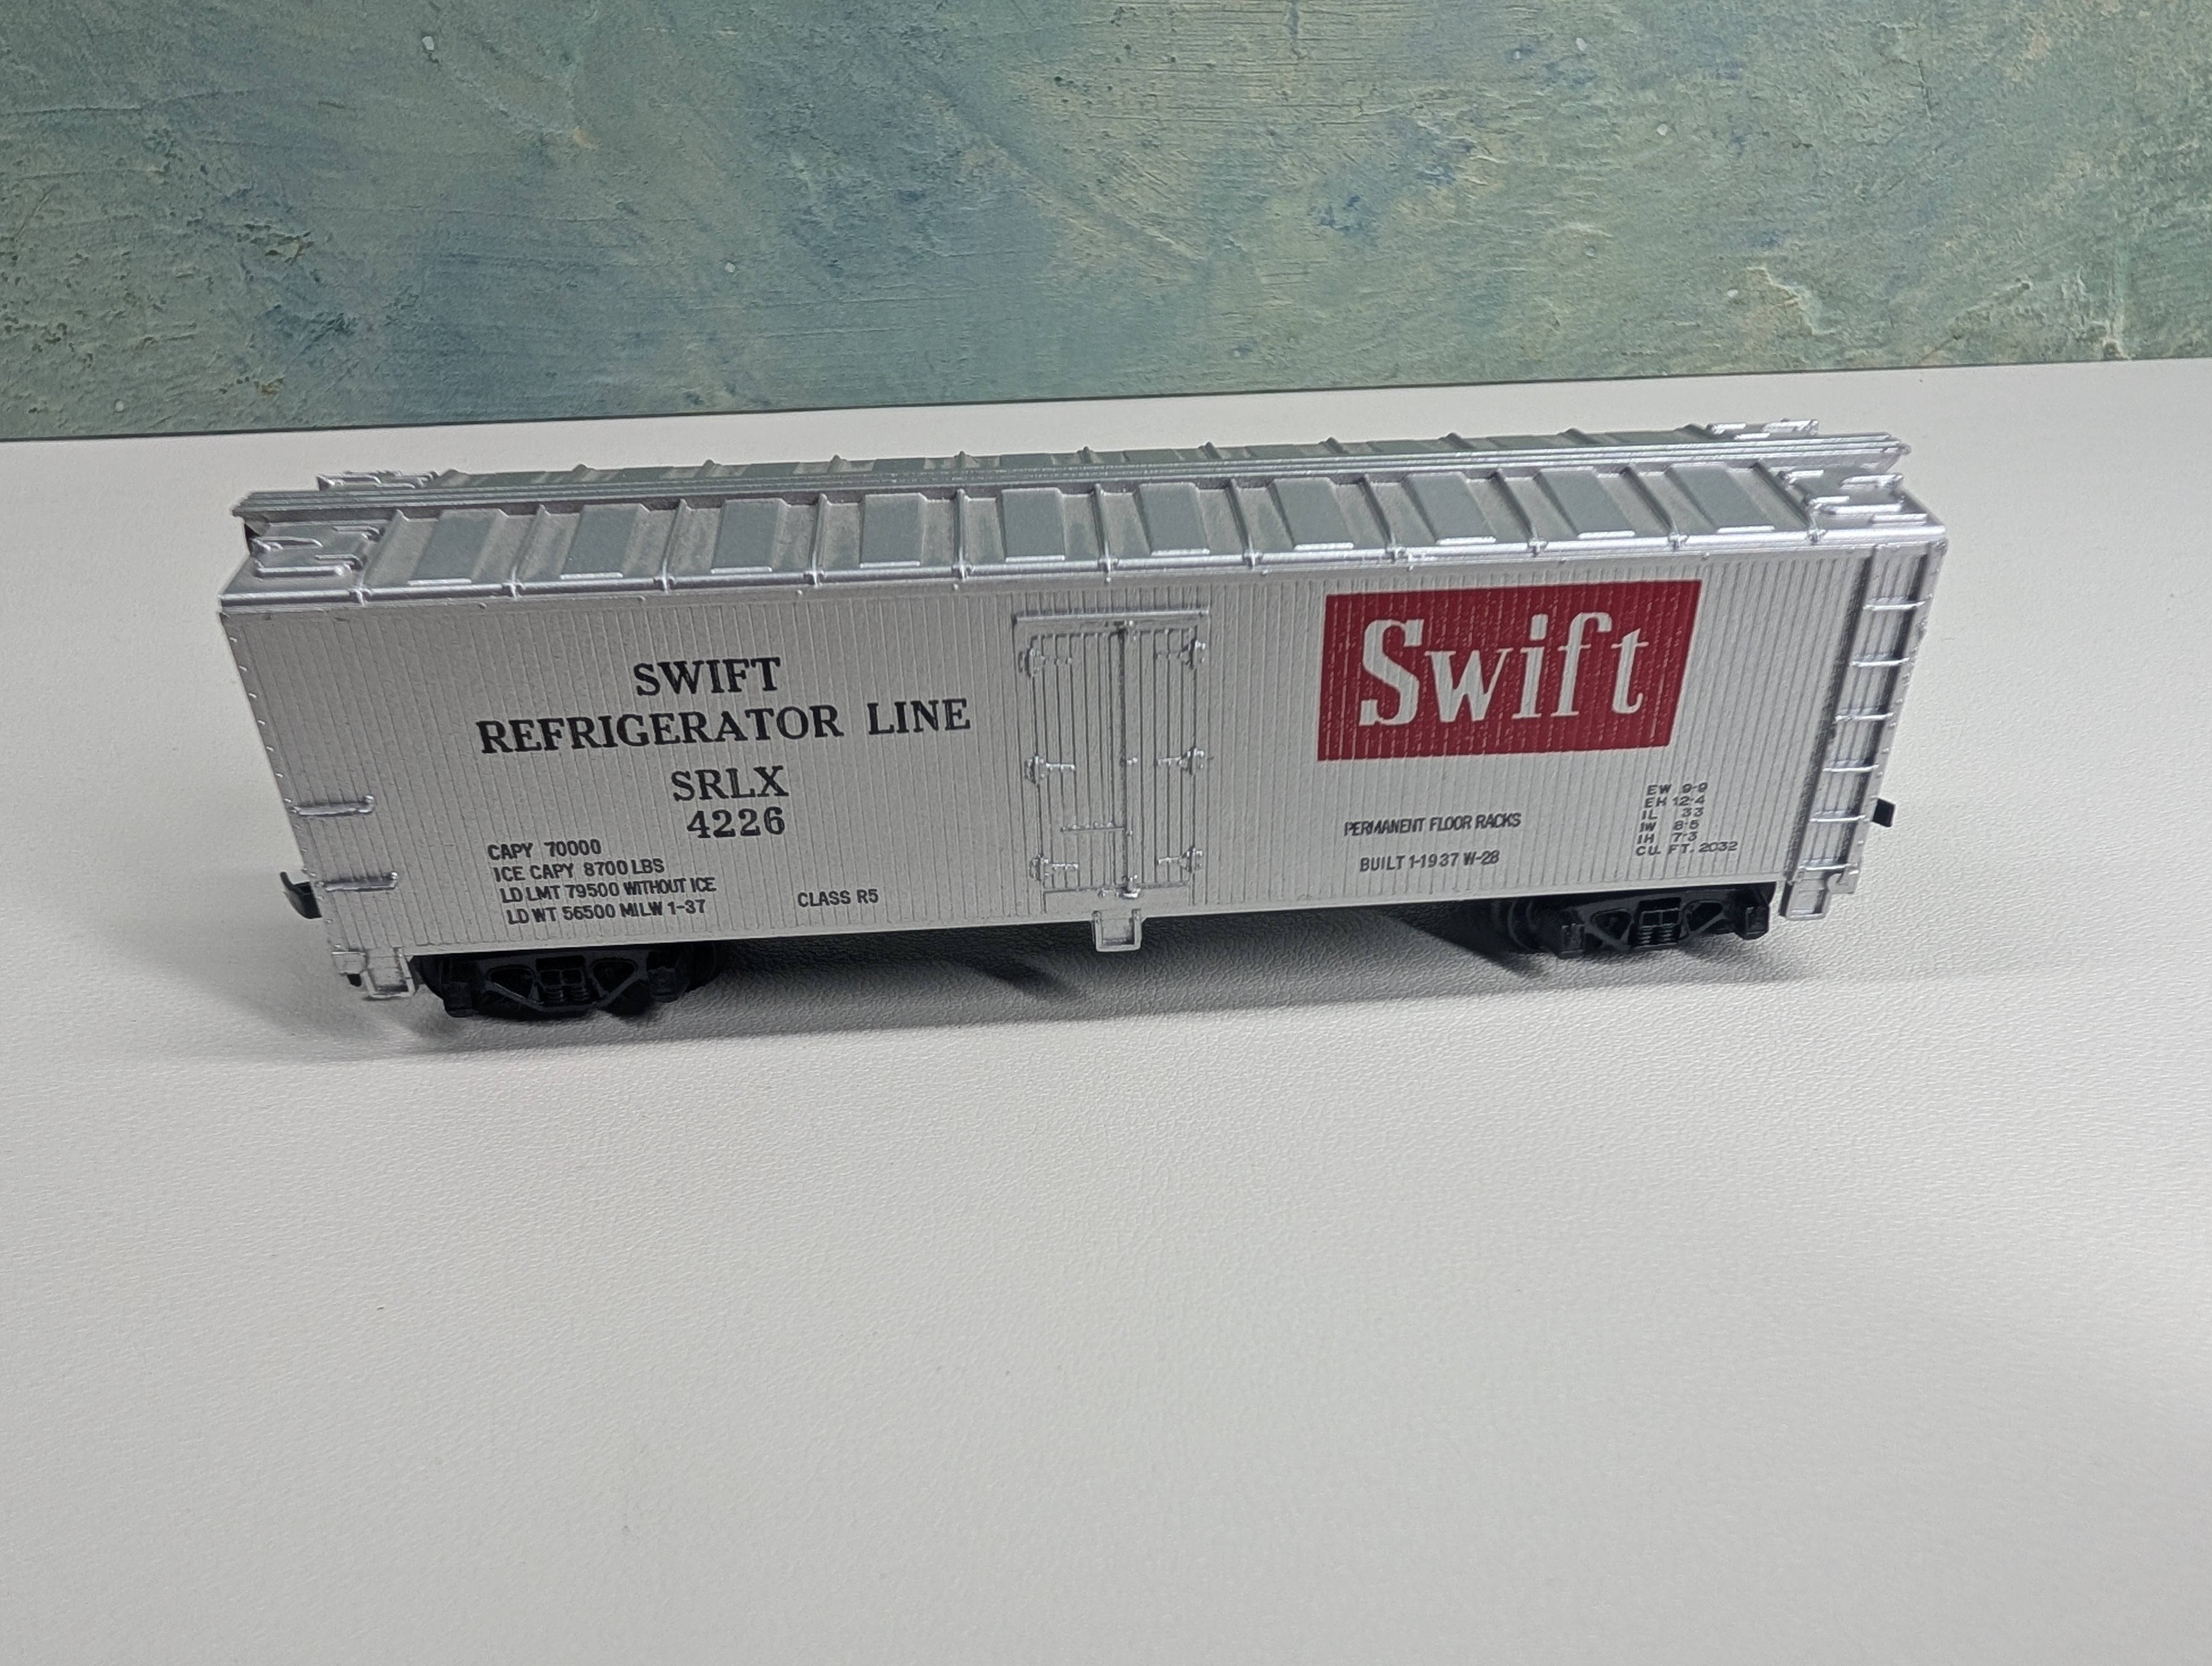 SWIFT
REFRIGERATOR LINE
SRLX
4226
CAPY 70000
ICE CAPY 8700 LBS
LD LMT 79500 WITHOUT ICE
LD WT 56500 MILW 1-37
CLASS R5
Swift
PERMANENT FLOOR RACKS
BUILT 1-1937 W-28
EW 9-9
EH 12-4
IL 33
IW 8-5
IH 7-3
CU. FT. 2032